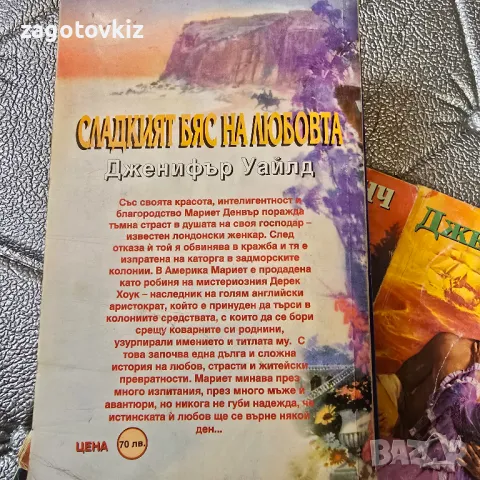 zagotovkiz
СЛАДКИЯТ БЯС НА ЛЮБОВТА
Дженифър Уайлд
Със своята красота, интелигентност и
благородство Мариет Денвър поражда
тъмна страст в душата на своя господар –
известен лондонски женкар. След
отказа ѝ той я обвинява в кражба и тя е
изпратена на каторга в задморските
колонии. В Америка Мариет е продадена
като робиня на мистериозния Дерек
Хоук – наследник на голям английски
аристократ, който е принуден да търси в
колониите средствата, с които да се бори
срещу коварните си роднини,
узурпирали имението и титлата му. С
това започва една дълга и сложна
история на любов, страсти и житейски
превратности. Мариет минава през
много изпитания, през много мъже и
авантюри, но никога не губи надежда, че
истинската ѝ любов ще се върне някой
ден...
ЦЕНА 70 лв.
ИЧ
Дже
BAZ